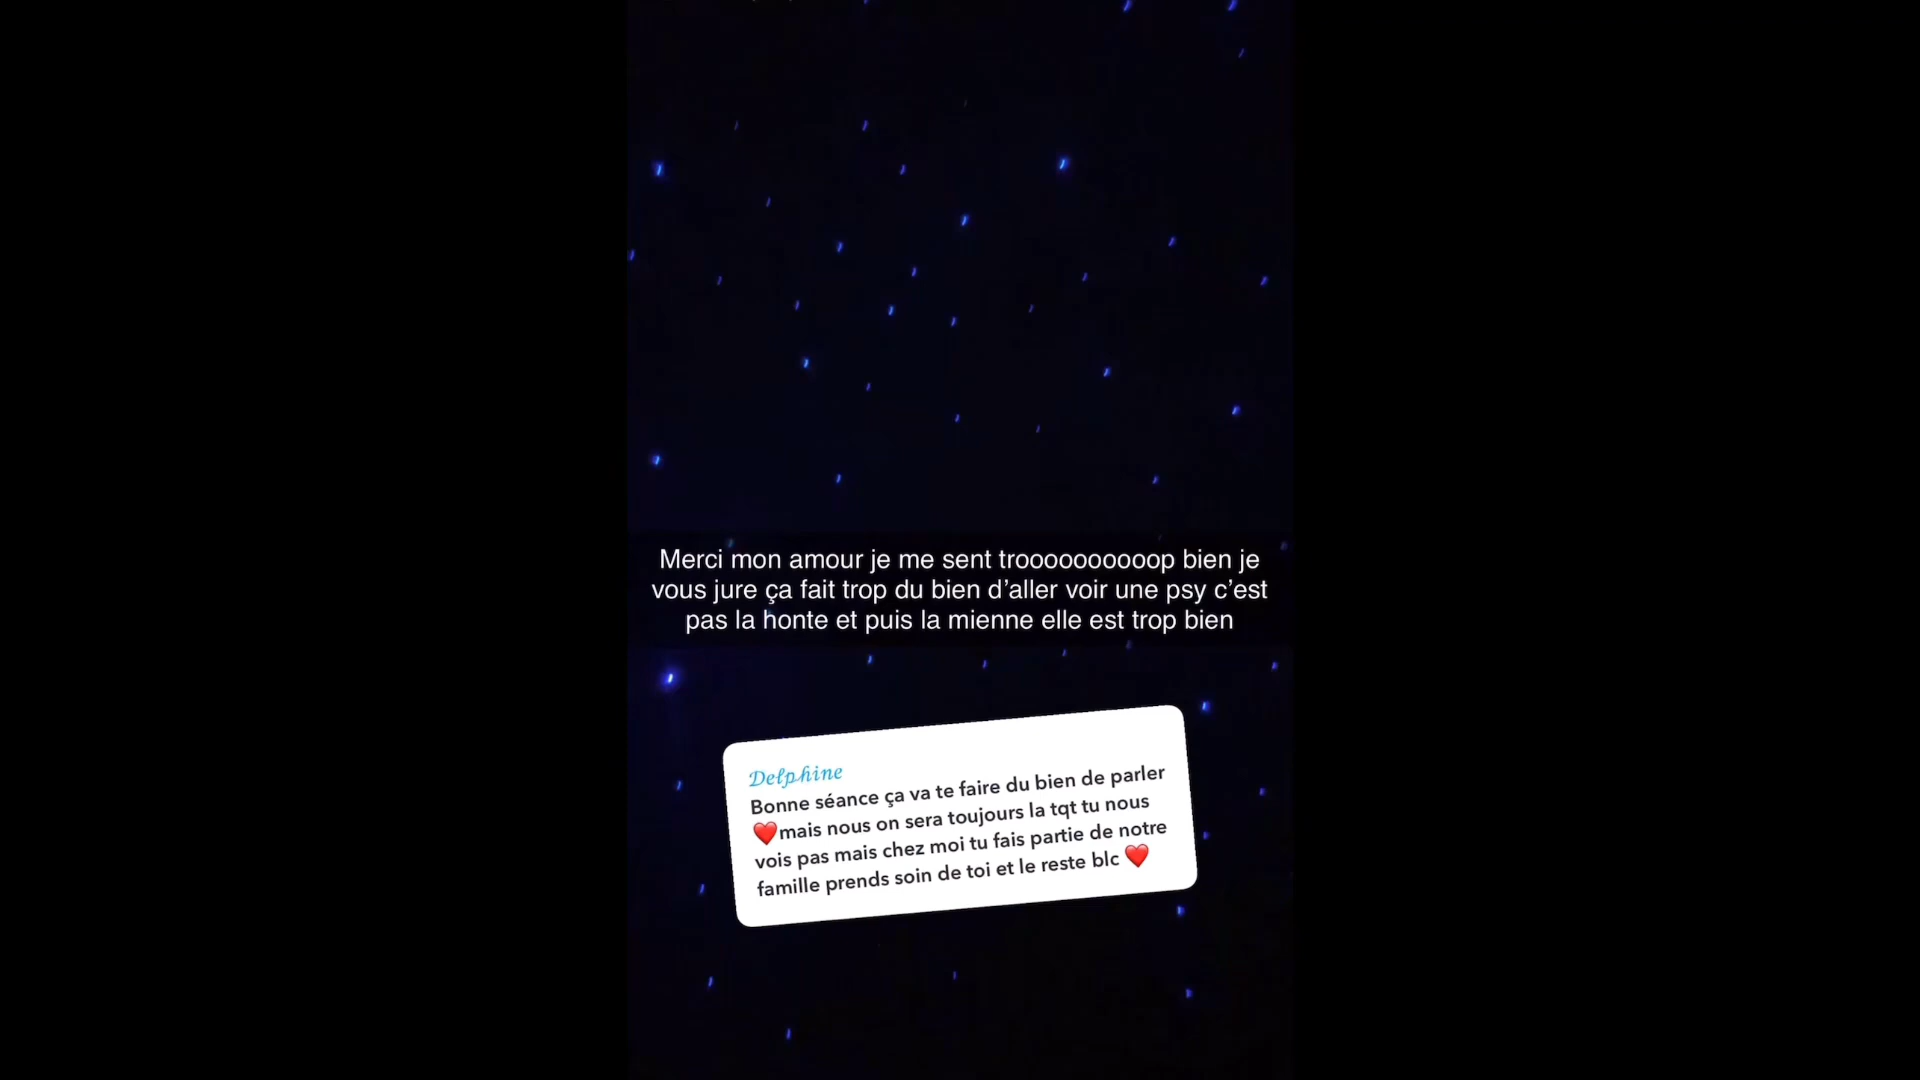 Merci mon amour je me sent troooooooooop bien je
vous jure ça fait trop du bien d’aller voir une psy c’est
pas la honte et puis la mienne elle est trop bien
Delphine
Bonne séance ça va te faire du bien de parler
❤️mais nous on sera toujours la tqt tu nous
vois pas mais chez moi tu fais partie de notre
famille prends soin de toi et le reste blc ❤️